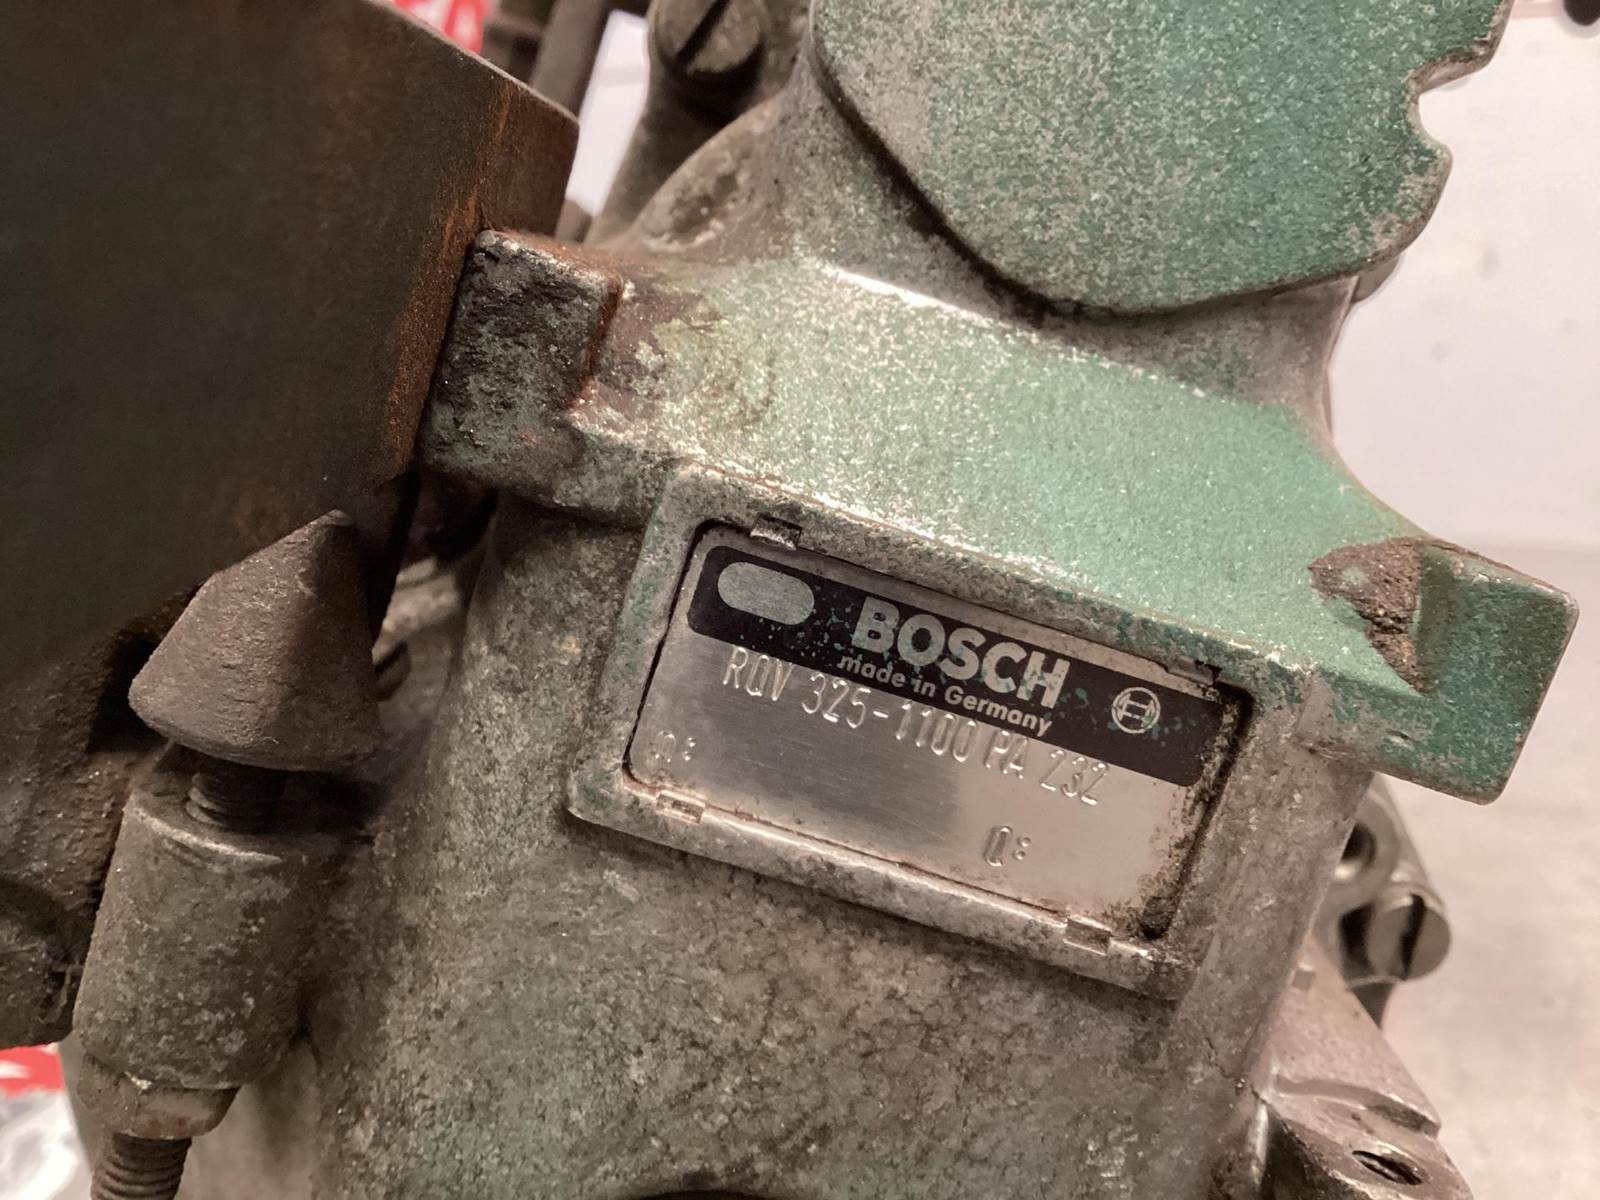 BOSCH
made in Germany
RQV 325-1100 PA 232
Q: